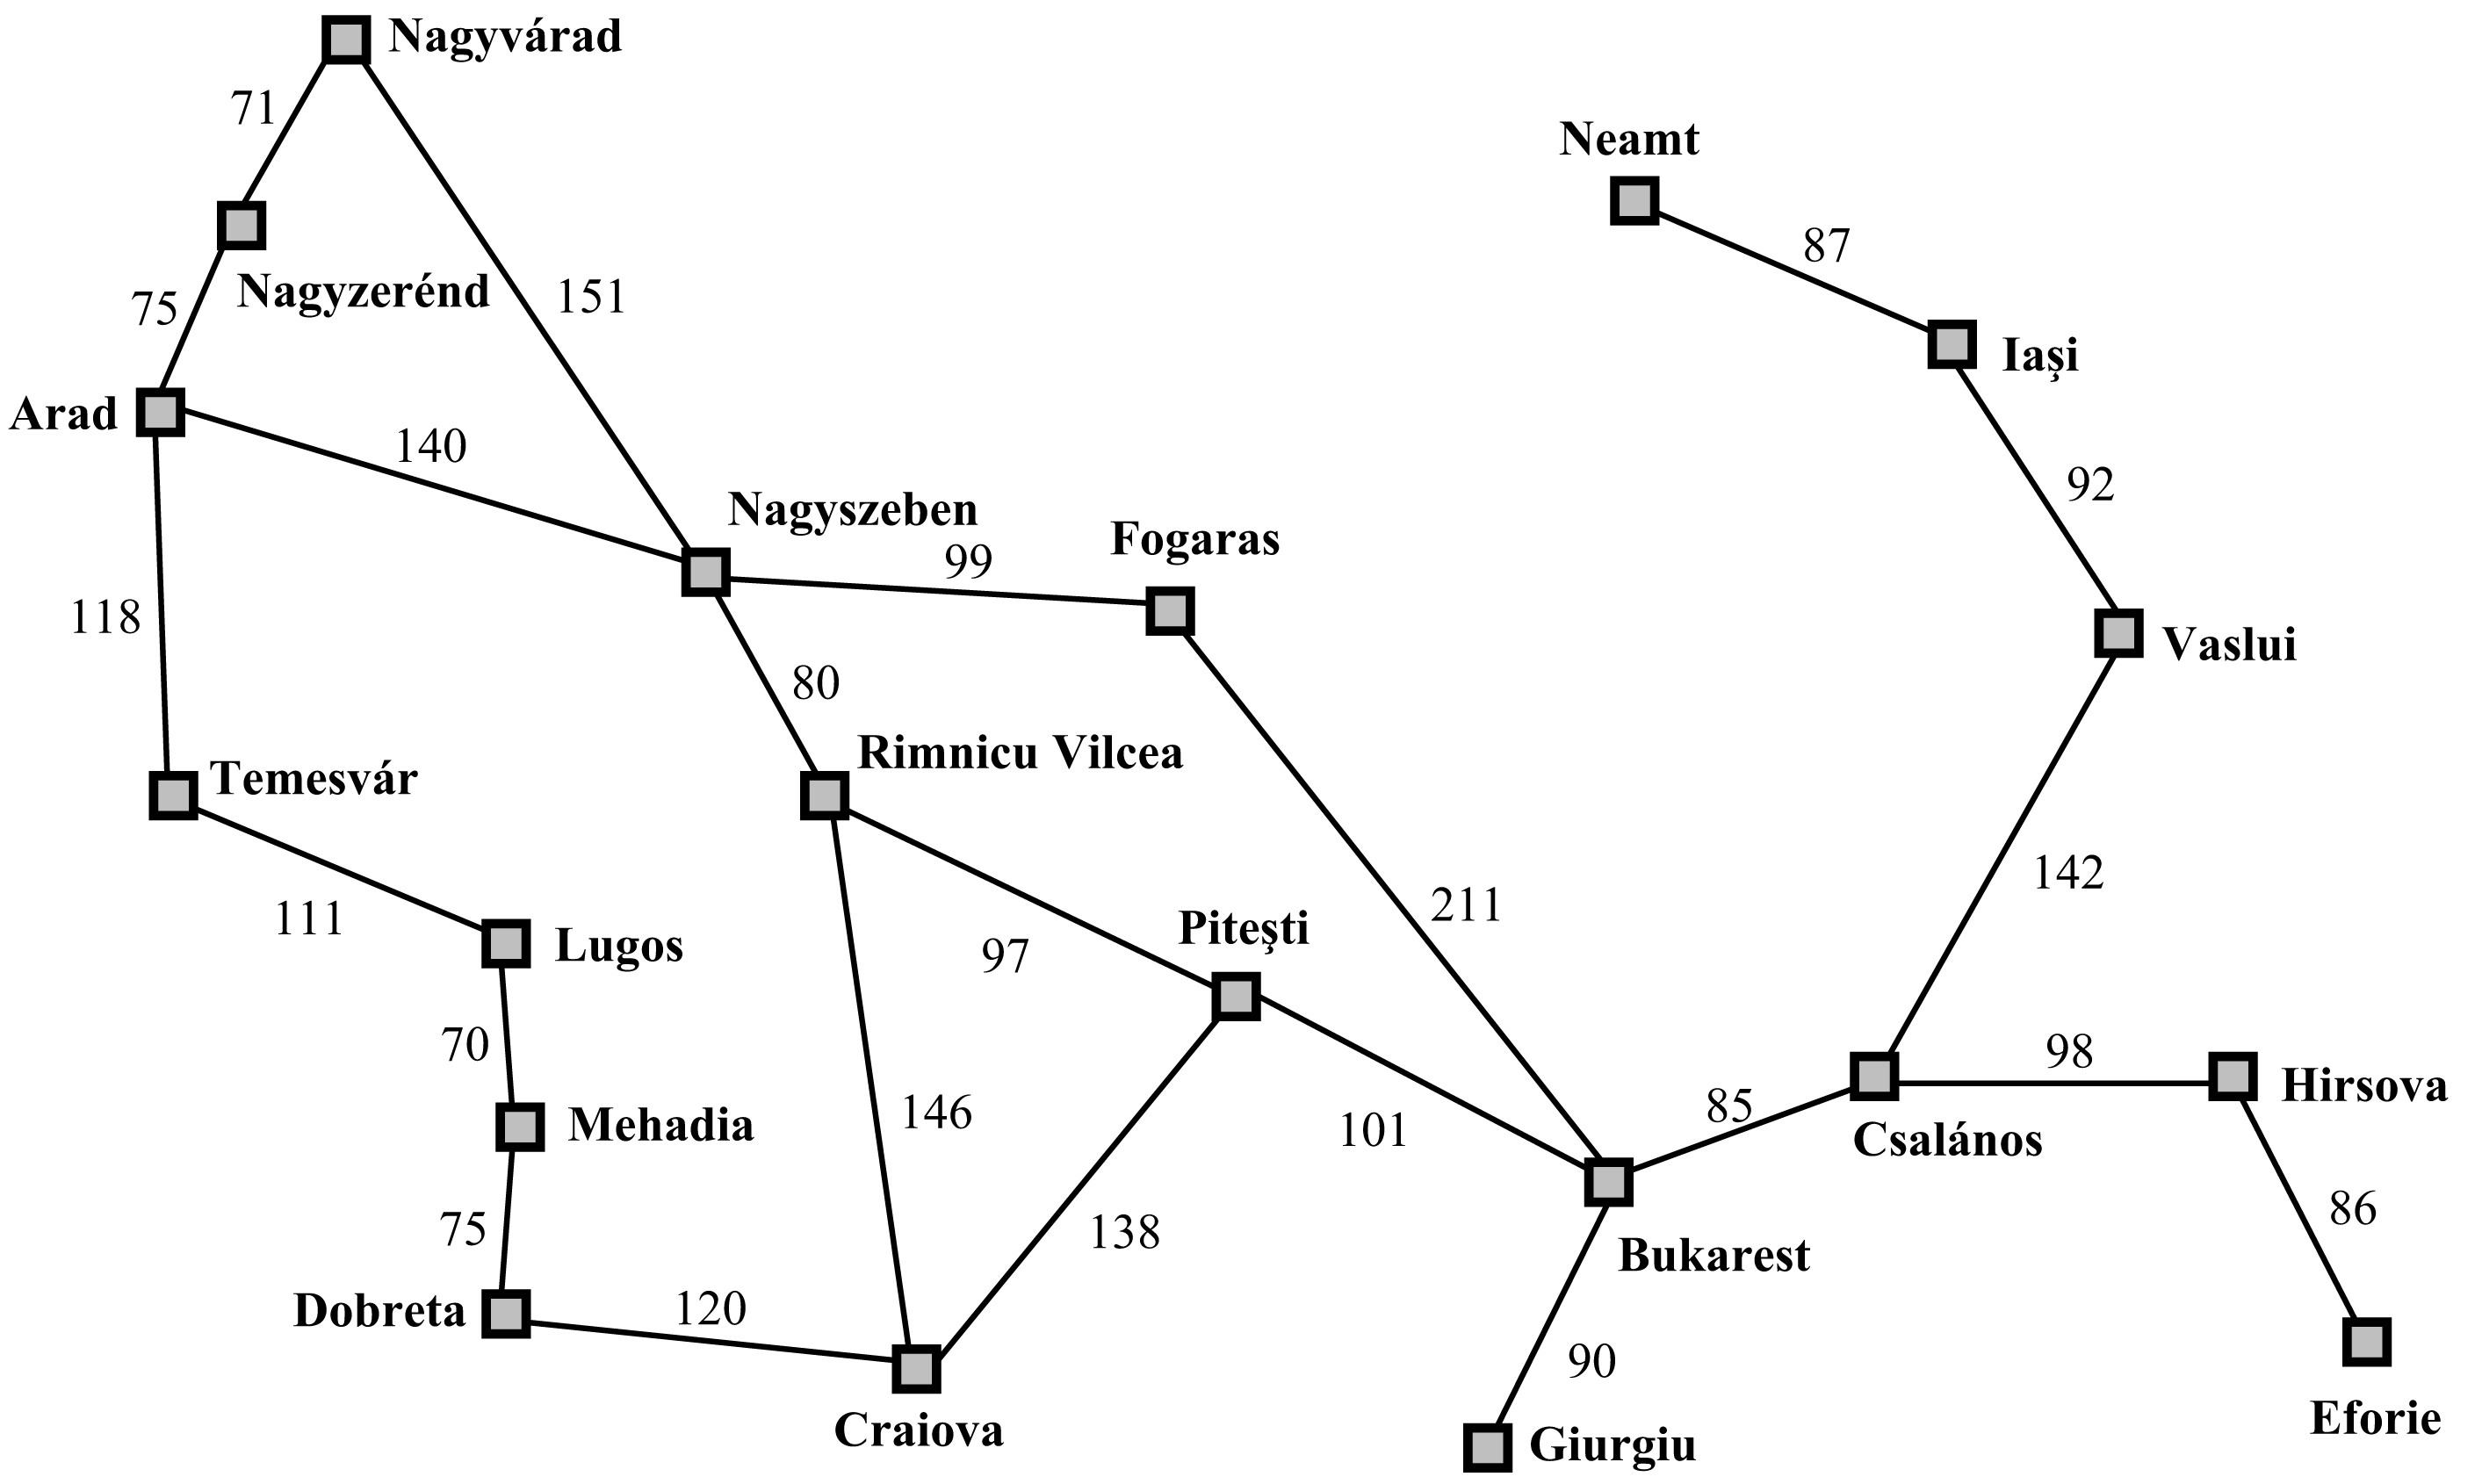 Nagyvárad
71
Neamt
87
Nagyzerénd
75
151
Iaşi
Arad
140
92
Nagyszeben
99
Fogaras
118
Vaslui
80
Rimnicu Vilcea
Temesvár
142
211
111
Lugos
97
Piteşti
70
98
Hirsova
Mehadia
146
101
85
Csalános
75
138
86
Bukarest
Dobreta
120
90
Craiova
Giurgiu
Eforie